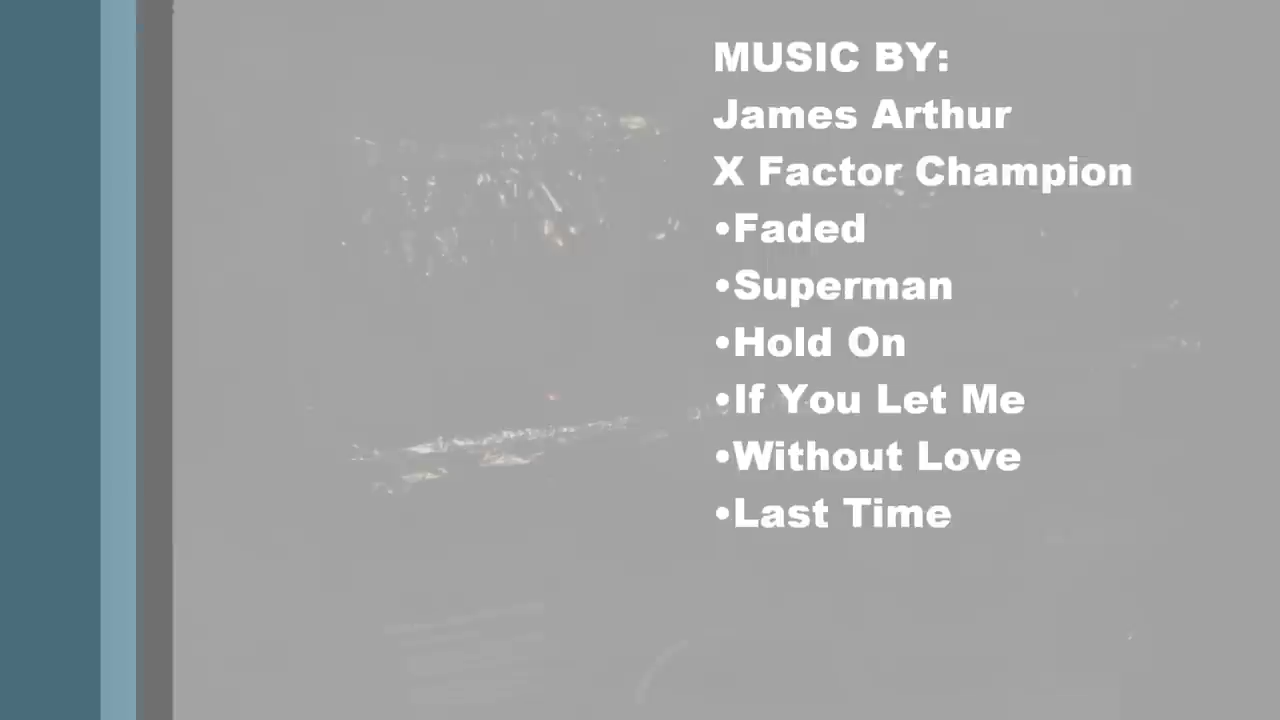 MUSIC BY:
James Arthur
X Factor Champion
•Faded
•Superman
•Hold On
•If You Let Me
•Without Love
•Last Time